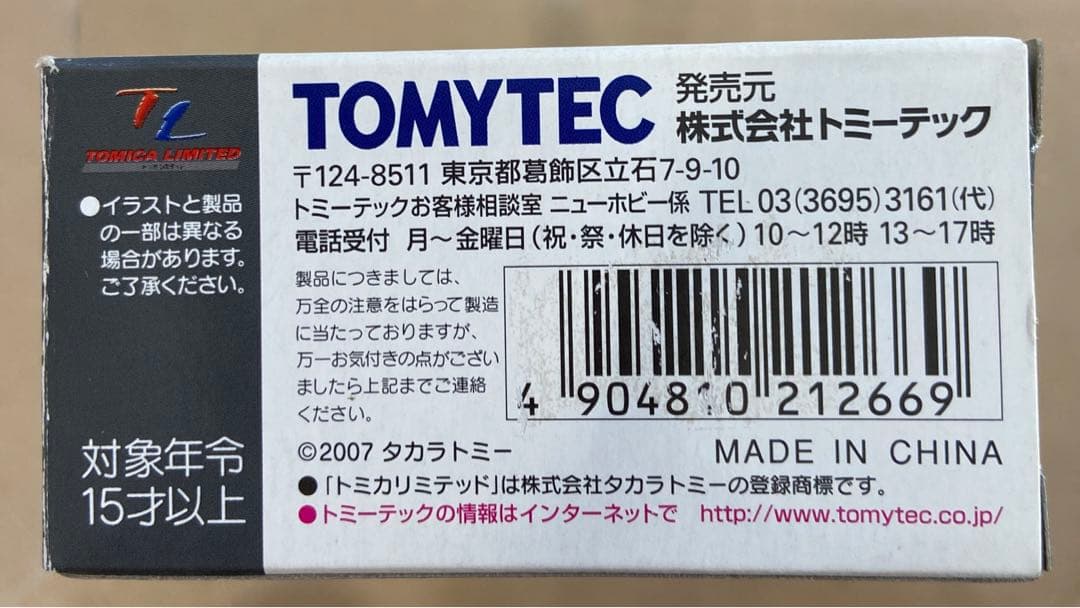 TL
TOMICA LIMITED
●イラストと製品
の一部は異なる
場合があります。
ご了承ください。
対象年令
15才以上
TOMYTEC
発売元
株式会社トミーテック
〒124-8511 東京都葛飾区立石7-9-10
トミーテックお客様相談室 ニューホビー係 TEL 03(3695)3161(代)
電話受付 月〜金曜日(祝・祭・休日を除く)10〜12時 13〜17時
製品につきましては、
万全の注意をはらって製造
に当たっておりますが、
万一お気付きの点がござい
ましたら上記までご連絡
ください。
4 904810 212669
©2007 タカラトミー
MADE IN CHINA
●「トミカリミテッド」は株式会社タカラトミーの登録商標です。
●トミーテックの情報はインターネットで http://www.tomytec.co.jp/